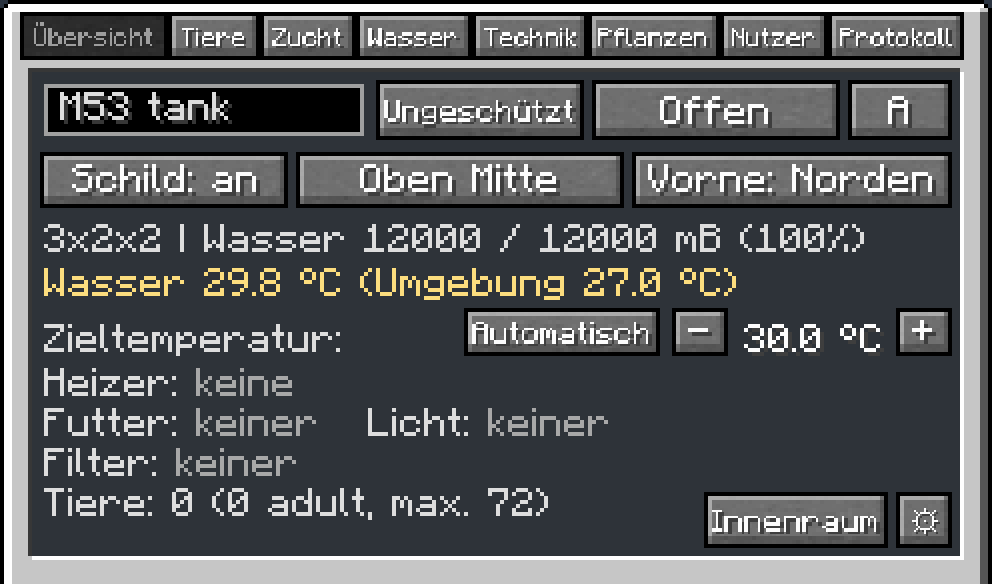 Übersicht Tiere Zucht Wasser Technik Pflanzen Nutzer Protokoll
M53 tank Ungeschützt Offen A
Schild: an Oben Mitte Vorne: Norden
3x2x2 | Wasser 12000 / 12000 mB (100%)
Wasser 29.8 °C (Umgebung 27.0 °C)
Zieltemperatur: Automatisch - 30.0 °C +
Heizer: keine
Futter: keiner Licht: keiner
Filter: keiner
Tiere: 0 (0 adult, max. 72)
Innenraum